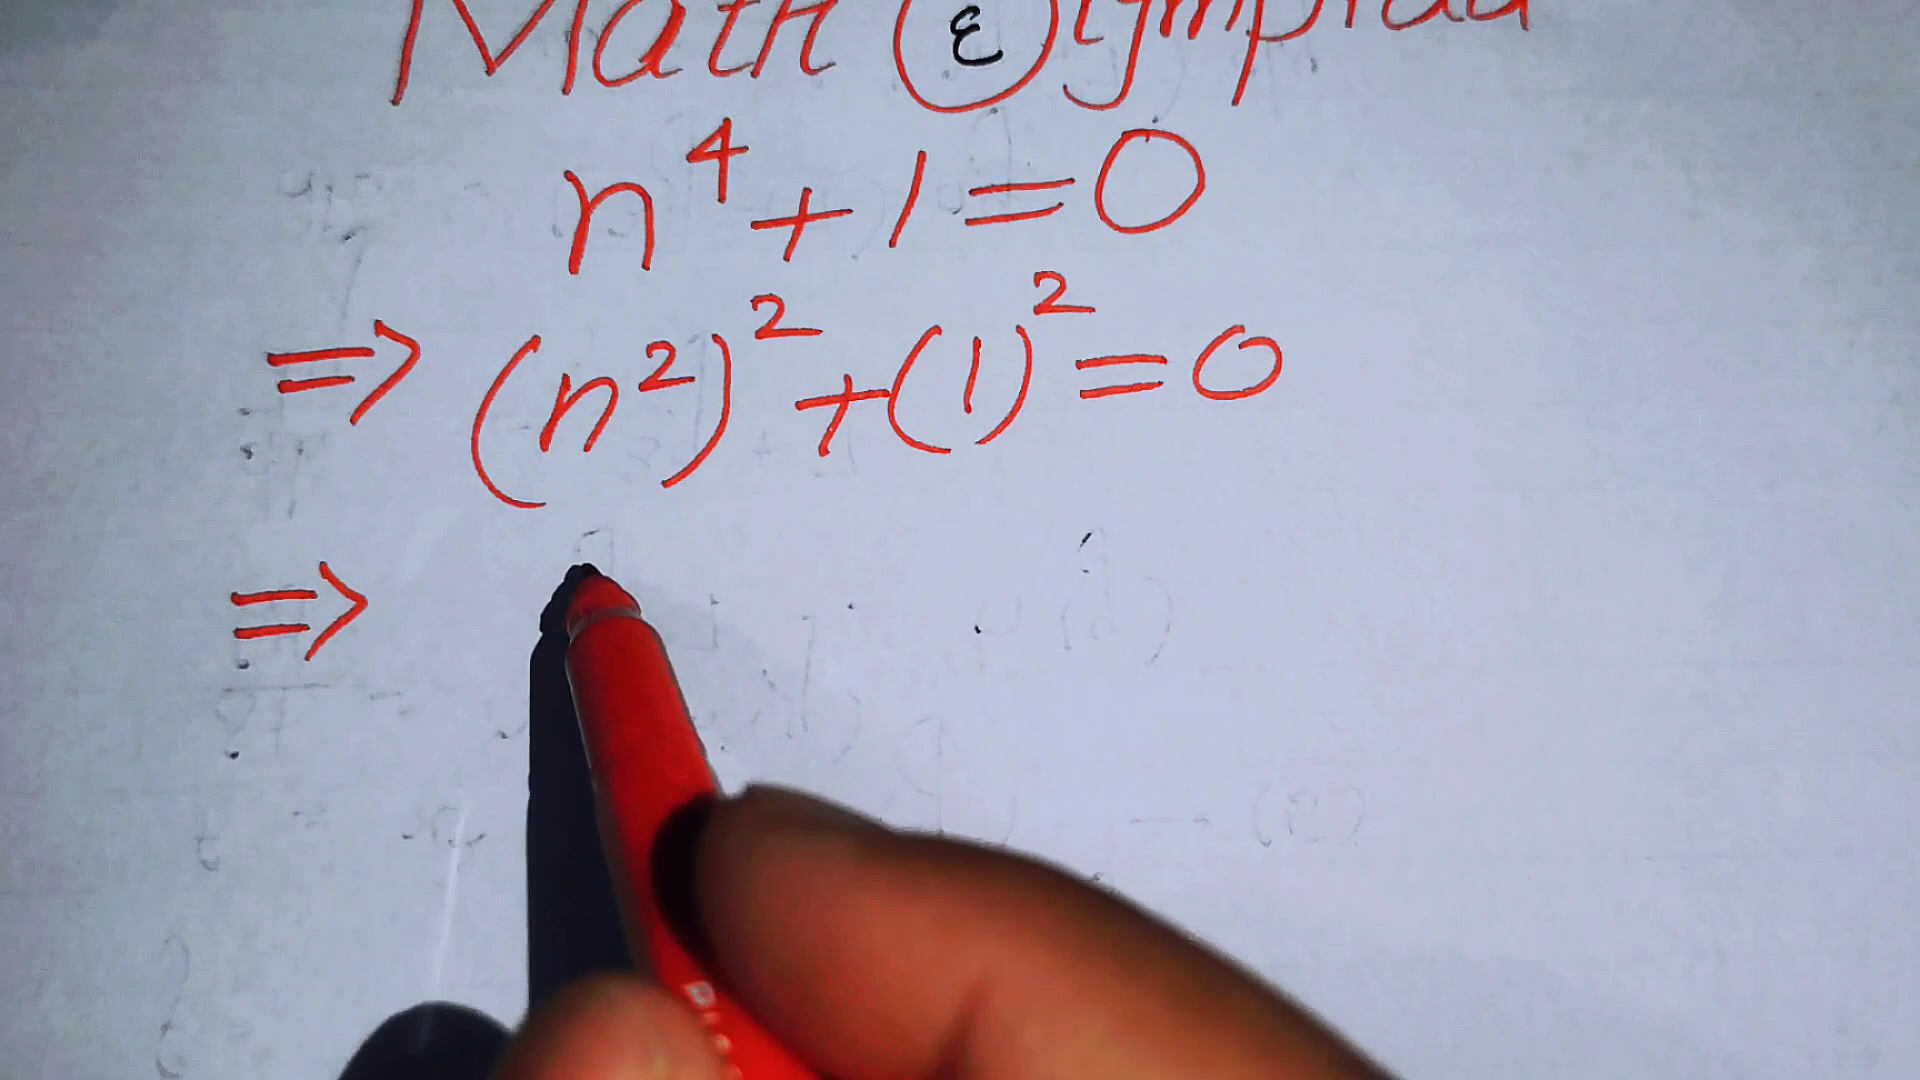 Math Olympiad
n⁴ + 1 = 0
⇒ (n²)² + (1)² = 0
⇒